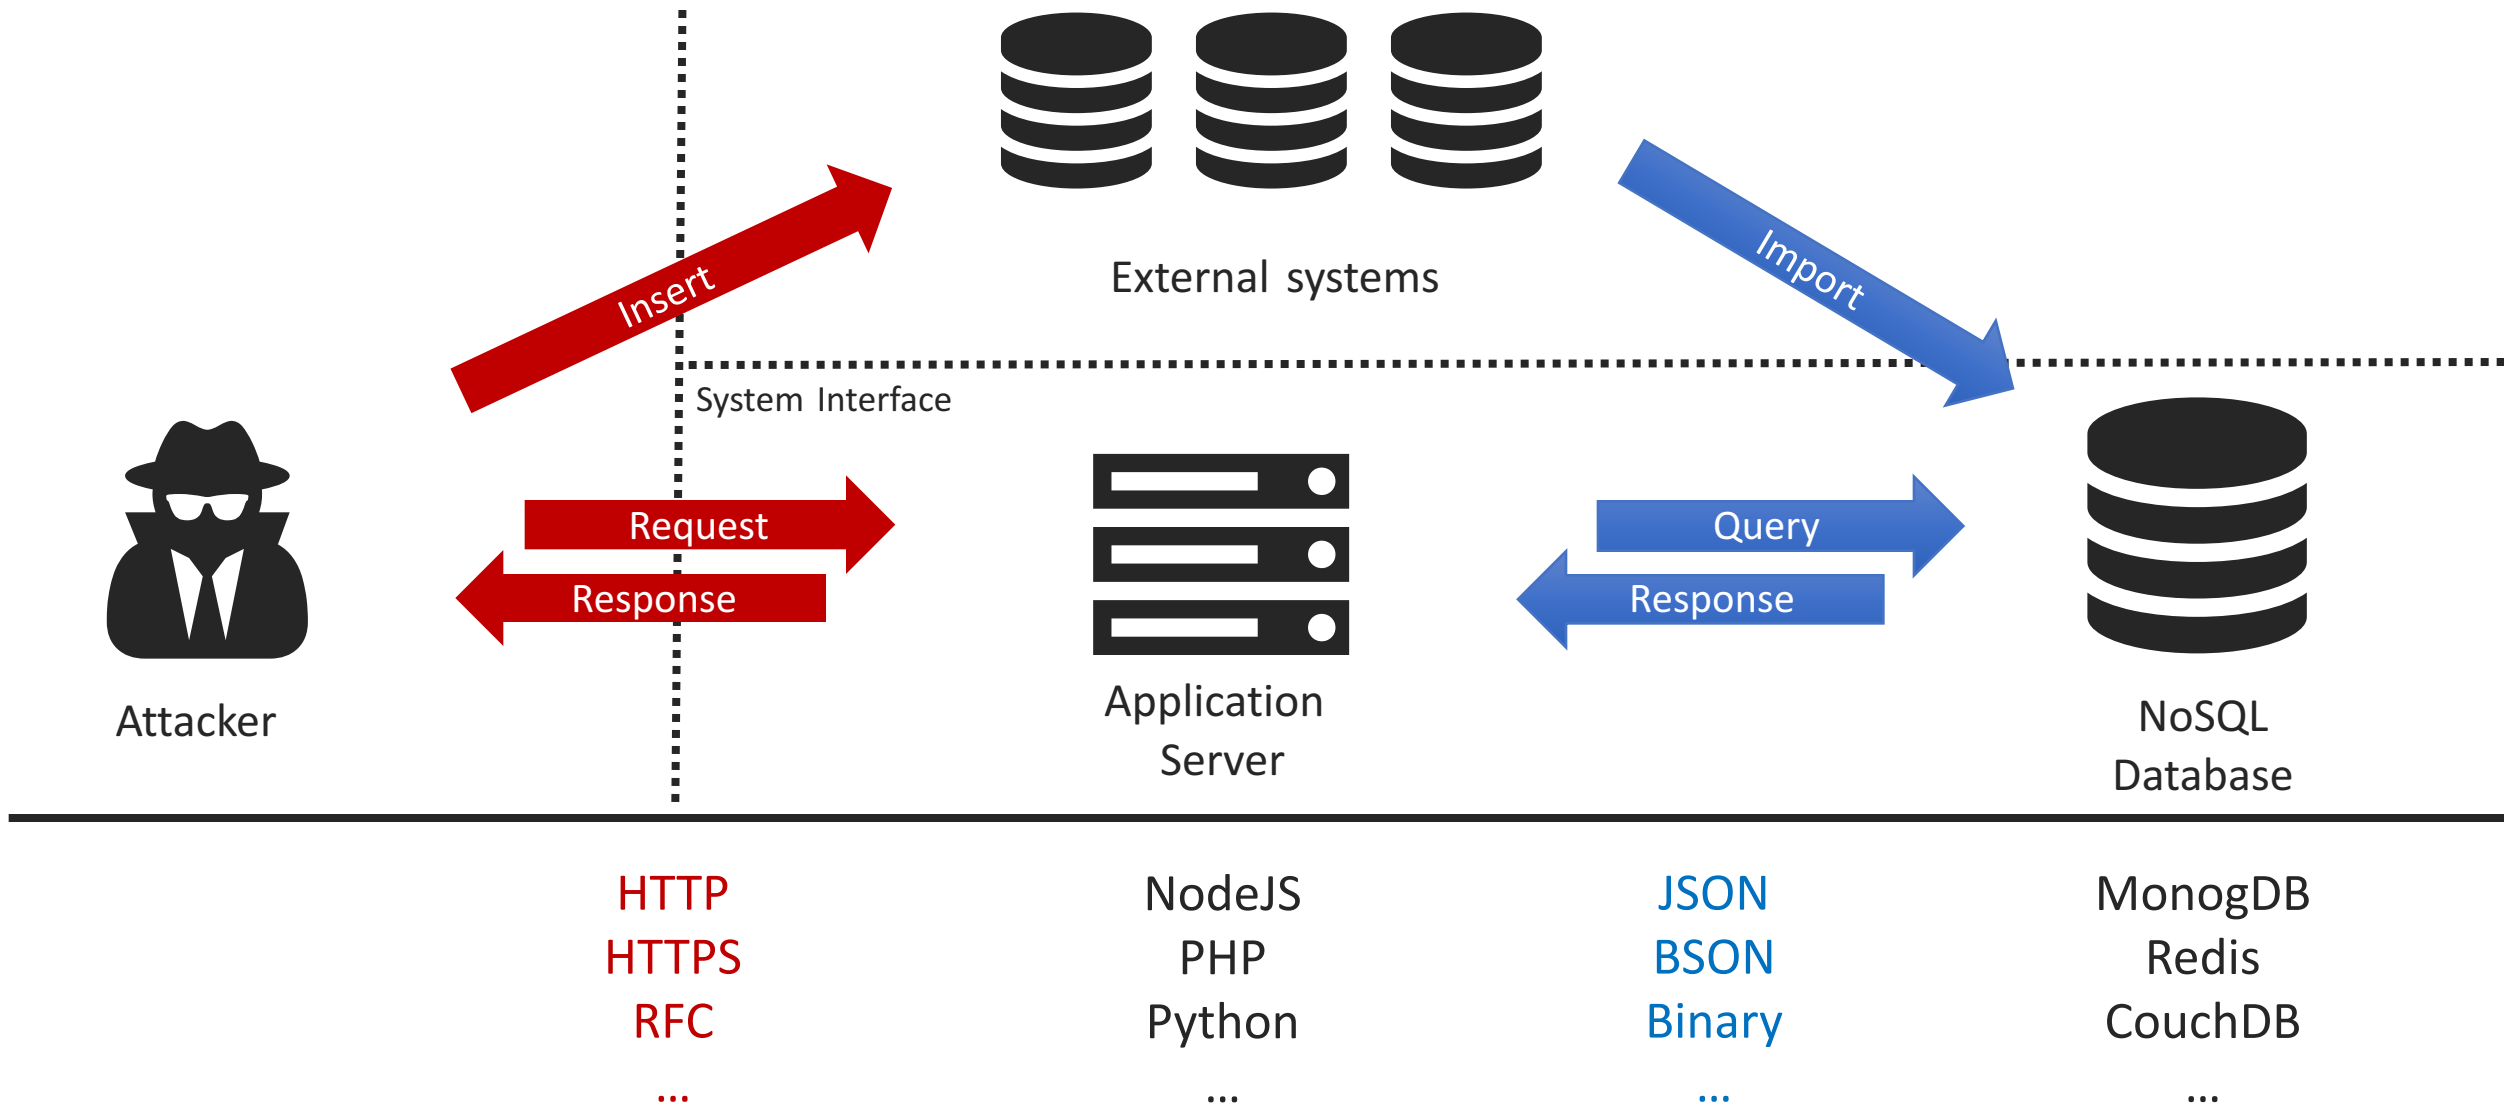 External systems
Insert
Import
System Interface
Request
Response
Query
Response
Attacker
Application
Server
NoSQL
Database
HTTP
HTTPS
RFC
...
NodeJS
PHP
Python
...
JSON
BSON
Binary
...
MonogDB
Redis
CouchDB
...